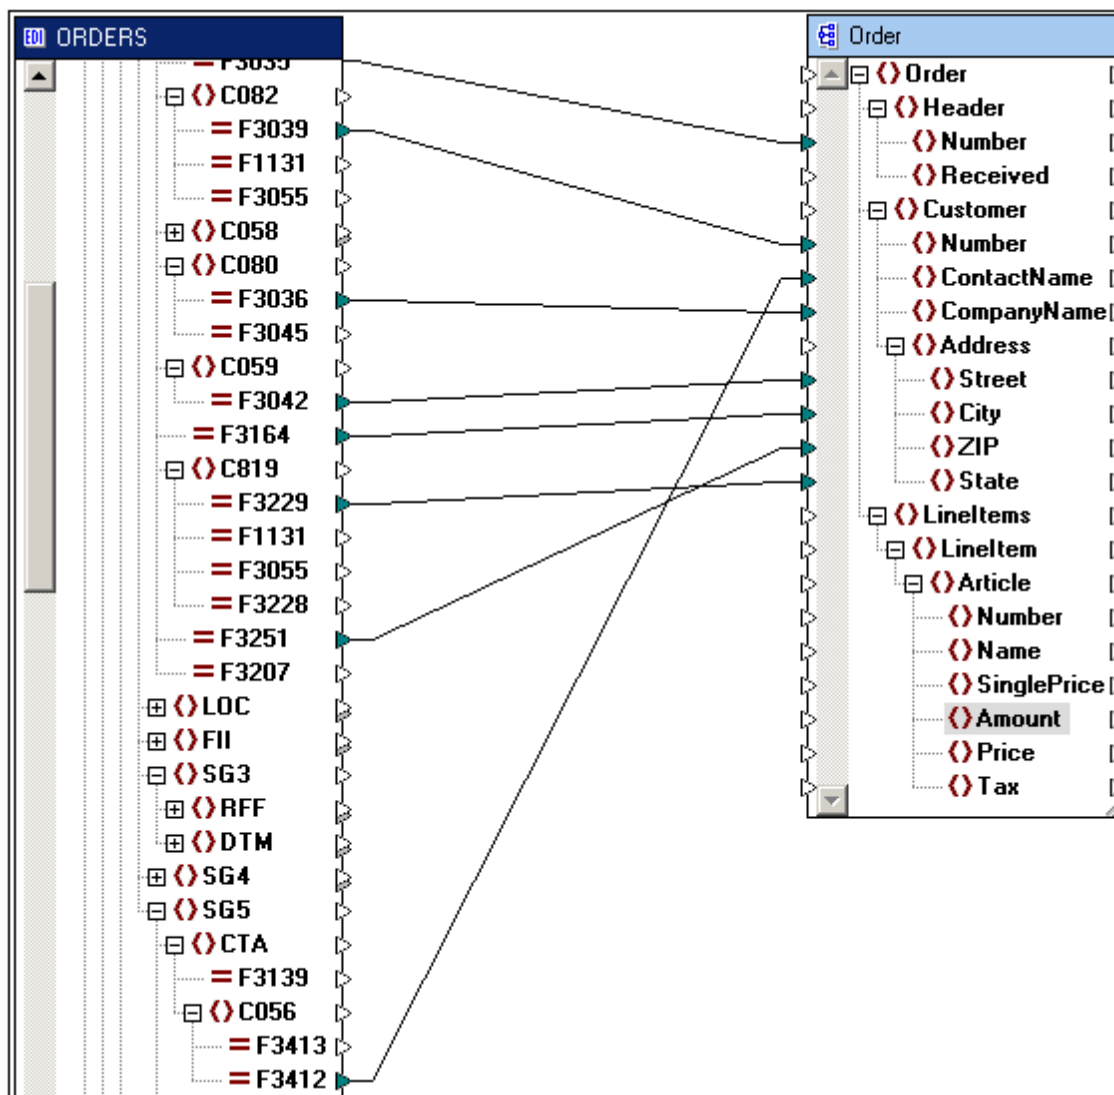 EDI ORDERS
F3035
C082
F3039
F1131
F3055
C058
C080
F3036
F3045
C059
F3042
F3164
C819
F3229
F1131
F3055
F3228
F3251
F3207
LOC
FII
SG3
RFF
DTM
SG4
SG5
CTA
F3139
C056
F3413
F3412
Order
Order
Header
Number
Received
Customer
Number
ContactName
CompanyName
Address
Street
City
ZIP
State
LineItems
LineItem
Article
Number
Name
SinglePrice
Amount
Price
Tax